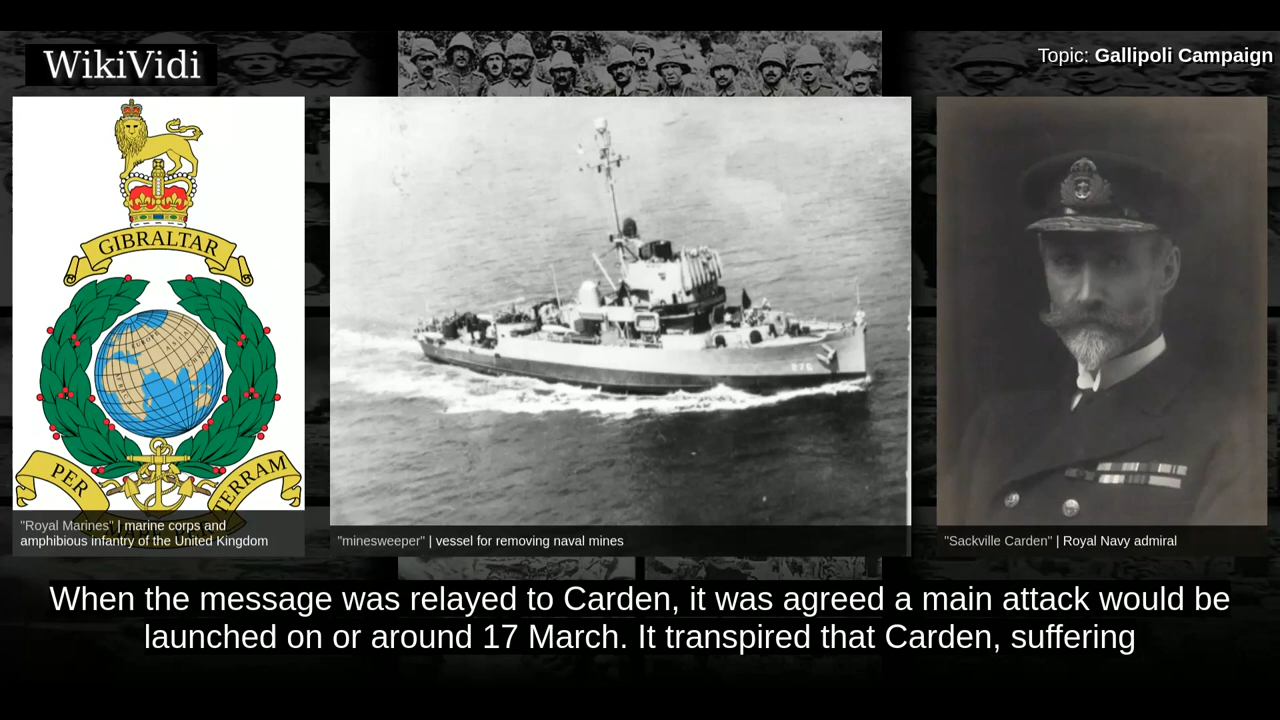 WikiVidi
Topic: Gallipoli Campaign
GIBRALTAR
PER
TERRAM
"Royal Marines" | marine corps and
amphibious infantry of the United Kingdom
"minesweeper" | vessel for removing naval mines
"Sackville Carden" | Royal Navy admiral
When the message was relayed to Carden, it was agreed a main attack would be
launched on or around 17 March. It transpired that Carden, suffering